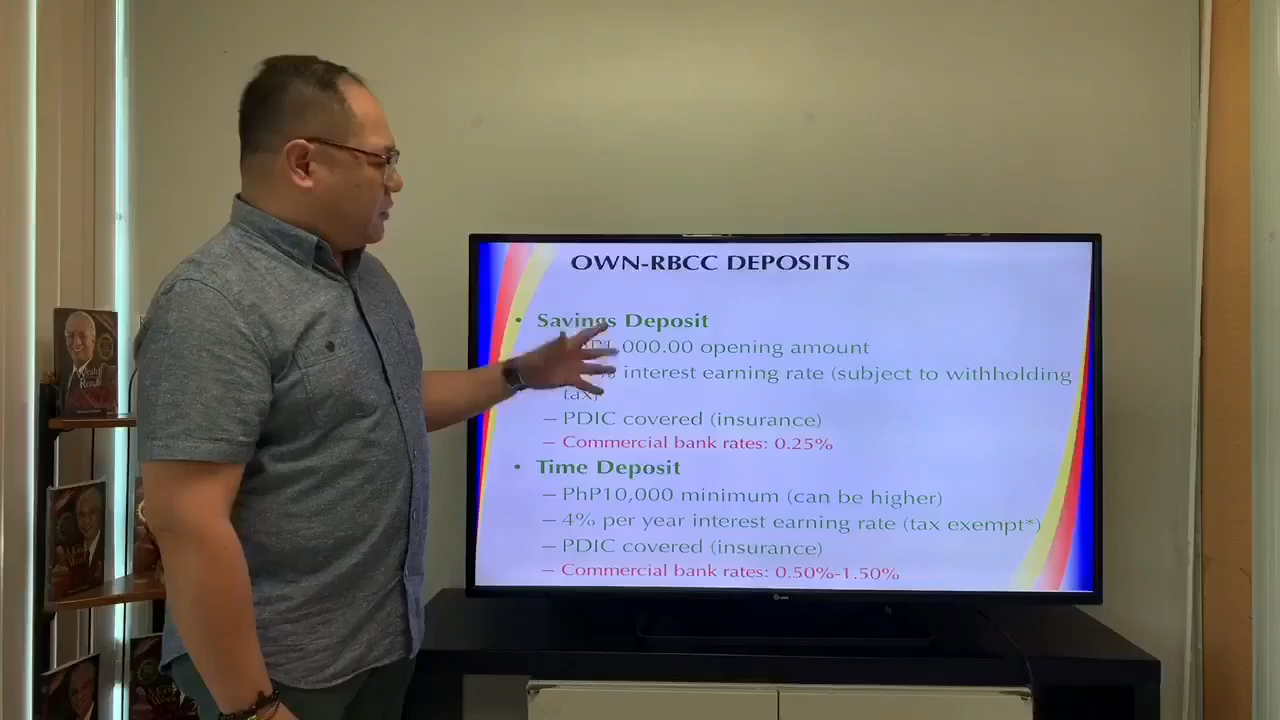 OWN-RBCC DEPOSITS
• Savings Deposit
000.00 opening amount
interest earning rate (subject to withholding
tax)
– PDIC covered (insurance)
– Commercial bank rates: 0.25%
• Time Deposit
– PhP10,000 minimum (can be higher)
– 4% per year interest earning rate (tax exempt*)
– PDIC covered (insurance)
– Commercial bank rates: 0.50%-1.50%